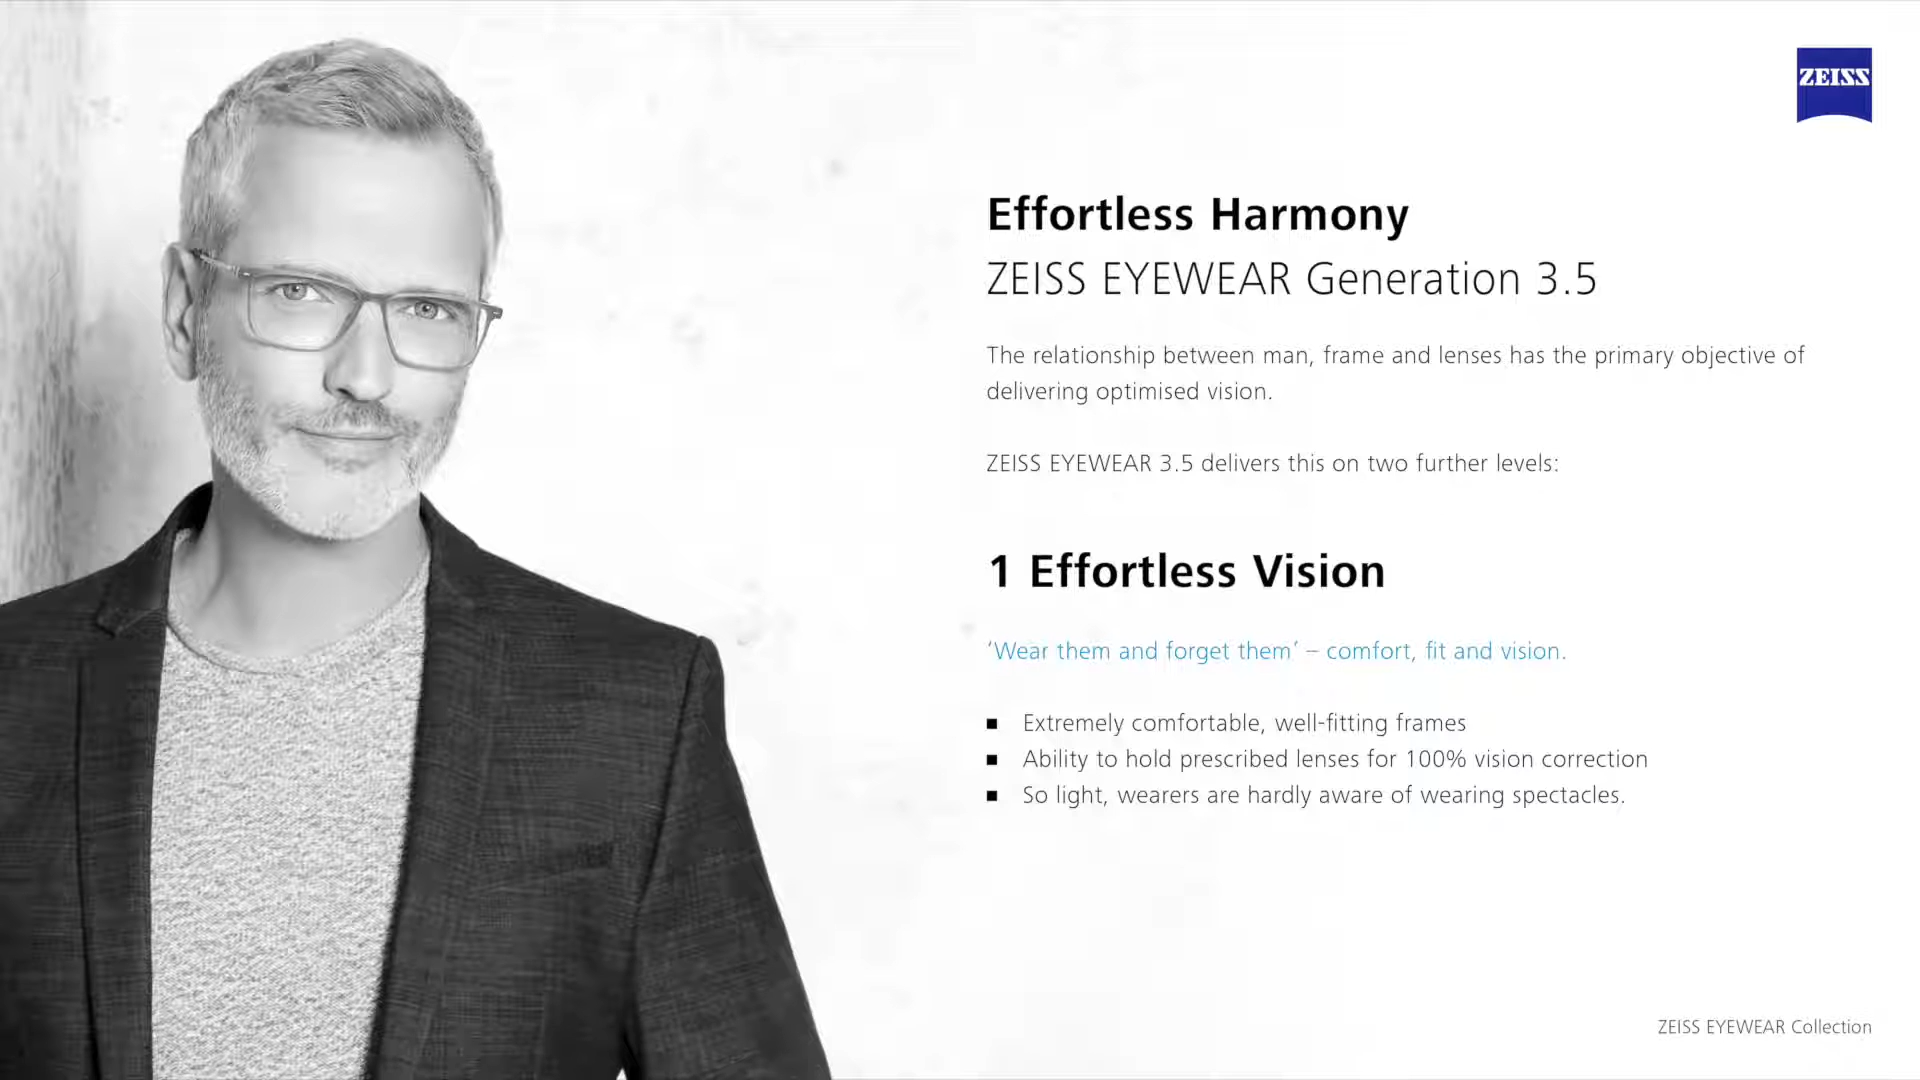 ZEISS
Effortless Harmony
ZEISS EYEWEAR Generation 3.5
The relationship between man, frame and lenses has the primary objective of
delivering optimised vision.
ZEISS EYEWEAR 3.5 delivers this on two further levels:
1 Effortless Vision
‘Wear them and forget them’ – comfort, fit and vision.
▪ Extremely comfortable, well-fitting frames
▪ Ability to hold prescribed lenses for 100% vision correction
▪ So light, wearers are hardly aware of wearing spectacles.
ZEISS EYEWEAR Collection